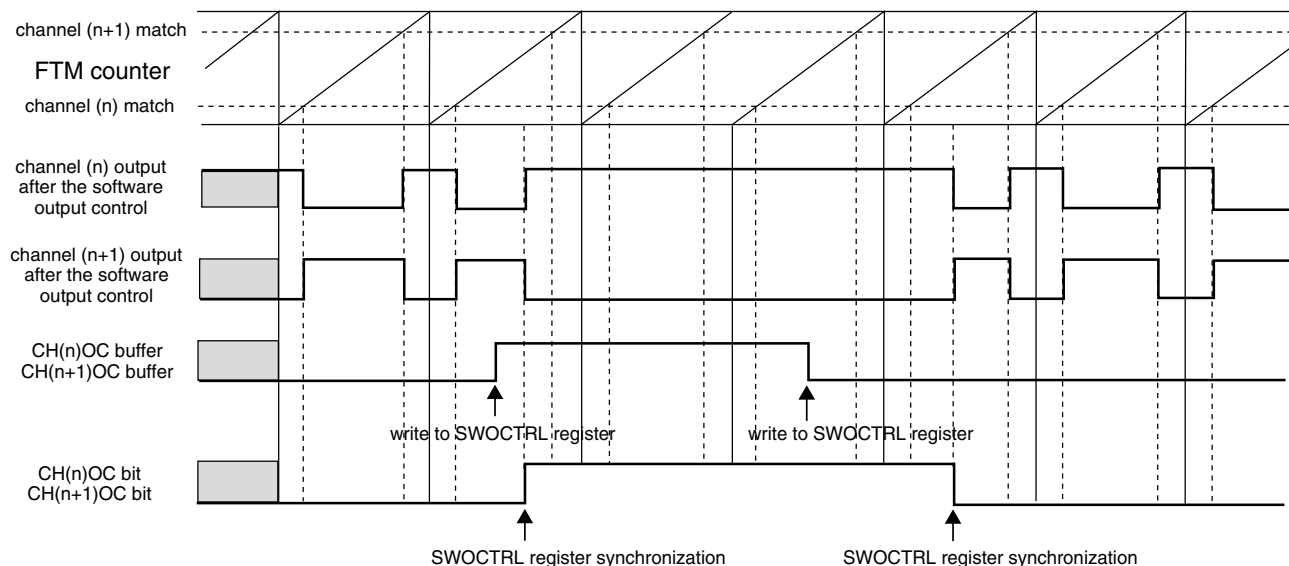 channel (n+1) match
FTM counter
channel (n) match
channel (n) output
after the software
output control
channel (n+1) output
after the software
output control
CH(n)OC buffer
CH(n+1)OC buffer
write to SWOCTRL register
write to SWOCTRL register
CH(n)OC bit
CH(n+1)OC bit
SWOCTRL register synchronization
SWOCTRL register synchronization